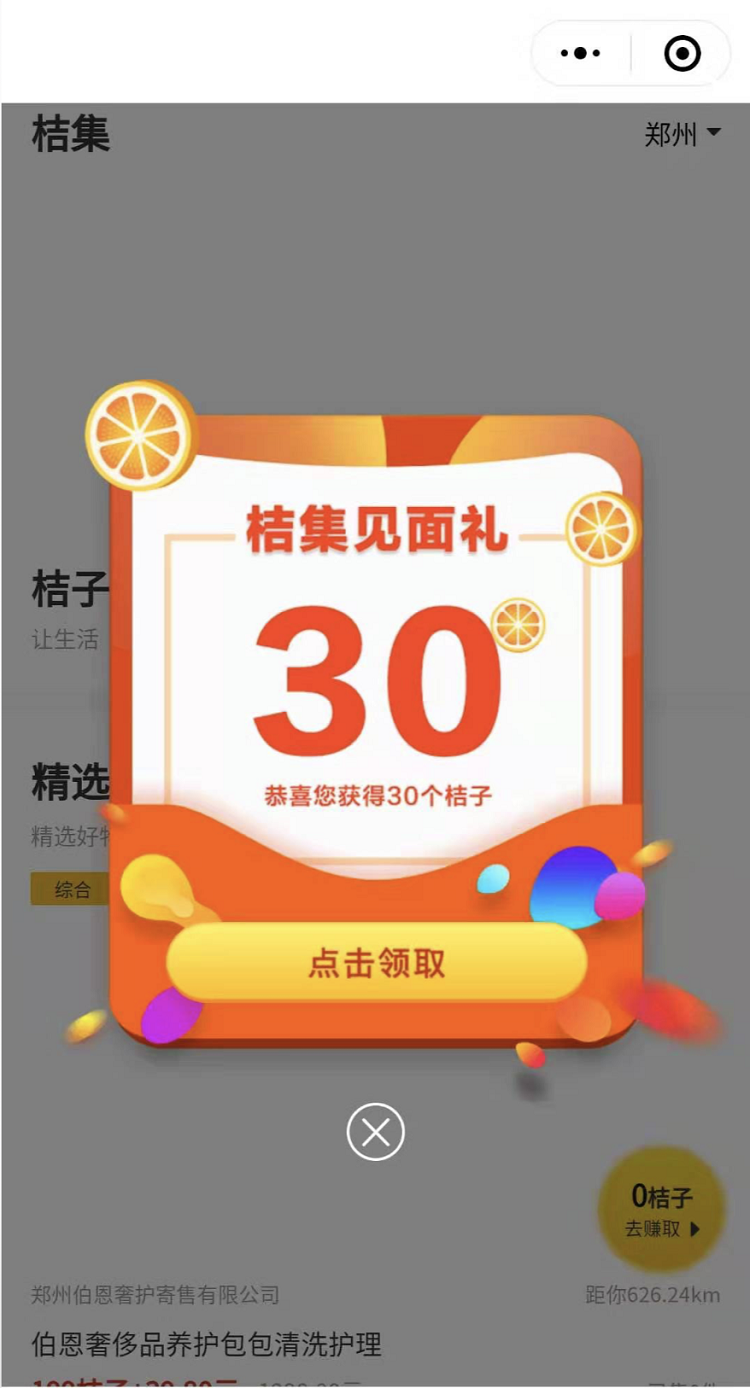 桔集
郑州
桔集见面礼
30
恭喜您获得30个桔子
点击领取
桔子
让生活
精选
精选好
综合
0桔子
去赚取
郑州伯恩奢护寄售有限公司
距你626.24km
伯恩奢侈品养护包包清洗护理